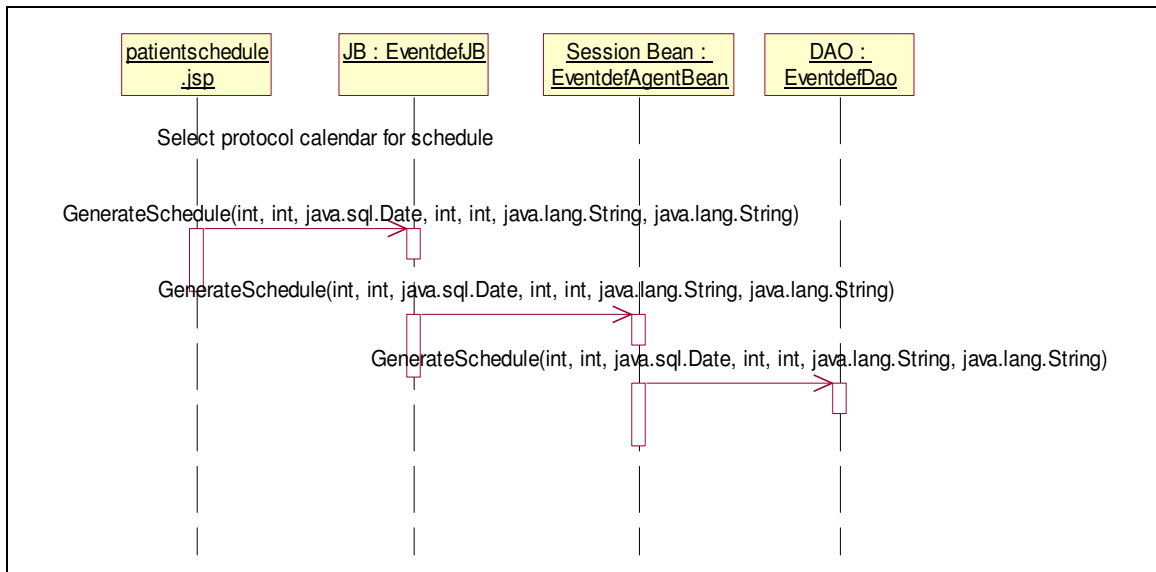 patientschedule
.jsp
JB : EventdefJB
Session Bean :
EventdefAgentBean
DAO :
EventdefDao
Select protocol calendar for schedule
GenerateSchedule(int, int, java.sql.Date, int, int, java.lang.String, java.lang.String)
GenerateSchedule(int, int, java.sql.Date, int, int, java.lang.String, java.lang.String)
GenerateSchedule(int, int, java.sql.Date, int, int, java.lang.String, java.lang.String)